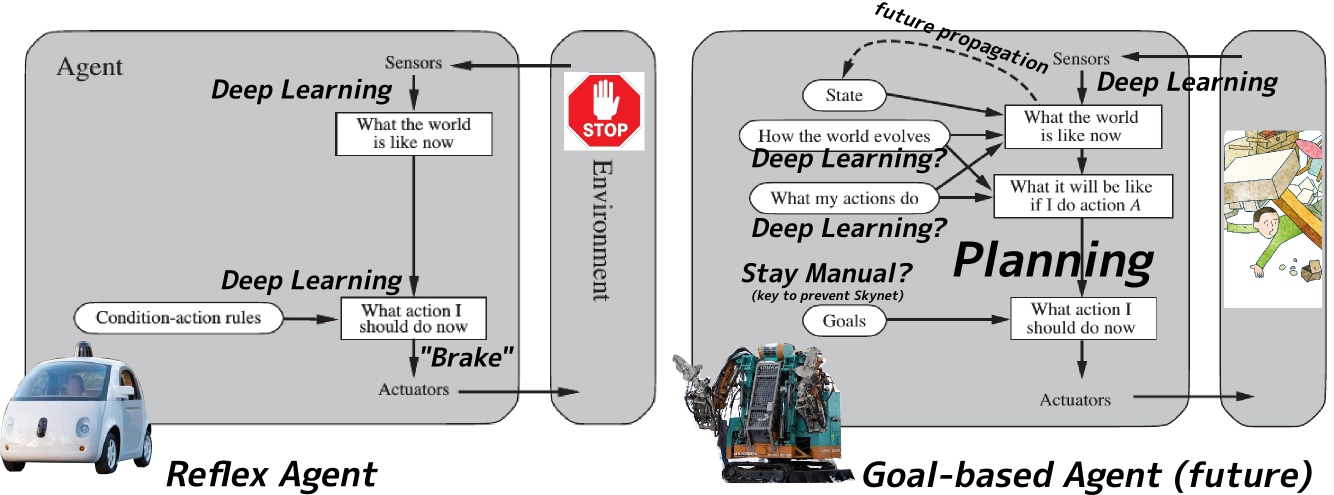 Agent
Sensors
Deep Learning
What the world
is like now
Deep Learning
Condition-action rules
What action I
should do now
"Brake"
Actuators
STOP
Environment
Reflex Agent
future propagation
Sensors
Deep Learning
State
What the world
is like now
How the world evolves
Deep Learning?
What my actions do
Deep Learning?
What it will be like
if I do action A
Planning
Stay Manual?
(key to prevent Skynet)
Goals
What action I
should do now
Actuators
Goal-based Agent (future)